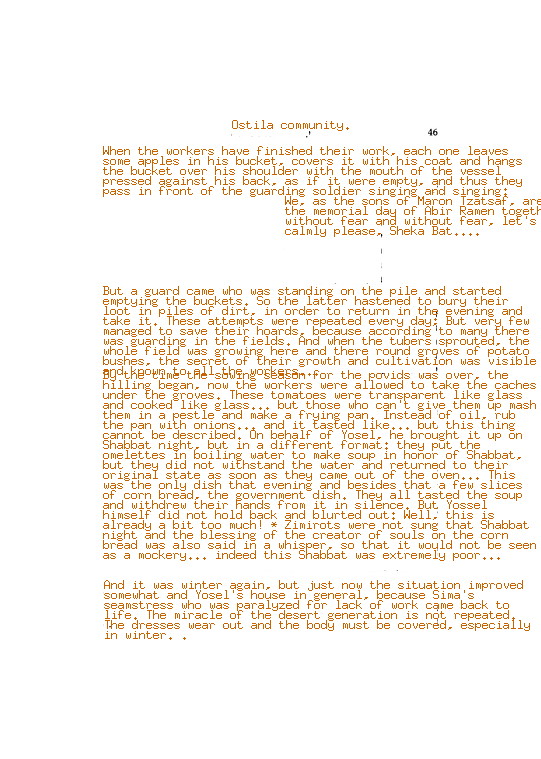 Ostila community.
46
When the workers have finished their work, each one leaves
some apples in his bucket, covers it with his coat and hangs
the bucket over his shoulder with the mouth of the vessel
pressed against his back, as if it were empty, and thus they
pass in front of the guarding soldier singing and singing:
We, as the sons of Maron Tzatsaf, are
the memorial day of Abir Ramen togeth
without fear and without fear, let's
calmly please, Sheka Bat....
But a guard came who was standing on the pile and started
emptying the buckets. So the latter hastened to bury their
loot in piles of dirt, in order to return in the evening and
take it. These attempts were repeated every day: But very few
managed to save their hoards, because according to many there
was guarding in the fields. And when the tubers sprouted, the
whole field was growing here and there round groves of potato
bushes, the secret of their growth and cultivation was visible
and known to all the workers...
By the time the sowing season for the povids was over, the
hilling began, now the workers were allowed to take the caches
under the groves. These tomatoes were transparent like glass
and cooked like glass... but those who can't give them up mash
them in a pestle and make a frying pan. Instead of oil, rub
the pan with onions... and it tasted like... but this thing
cannot be described. On behalf of Yosel, he brought it up on
Shabbat night, but in a different format: they put the
omelettes in boiling water to make soup in honor of Shabbat,
but they did not withstand the water and returned to their
original state as soon as they came out of the oven... This
was the only dish that evening and besides that a few slices
of corn bread, the government dish. They all tasted the soup
and withdrew their hands from it in silence. But Yossel
himself did not hold back and blurted out: Well, this is
already a bit too much! * Zimirots were not sung that Shabbat
night and the blessing of the creator of souls on the corn
bread was also said in a whisper, so that it would not be seen
as a mockery... indeed this Shabbat was extremely poor...
And it was winter again, but just now the situation improved
somewhat and Yosel's house in general, because Sima's
seamstress who was paralyzed for lack of work came back to
life. The miracle of the desert generation is not repeated.
The dresses wear out and the body must be covered, especially
in winter. .